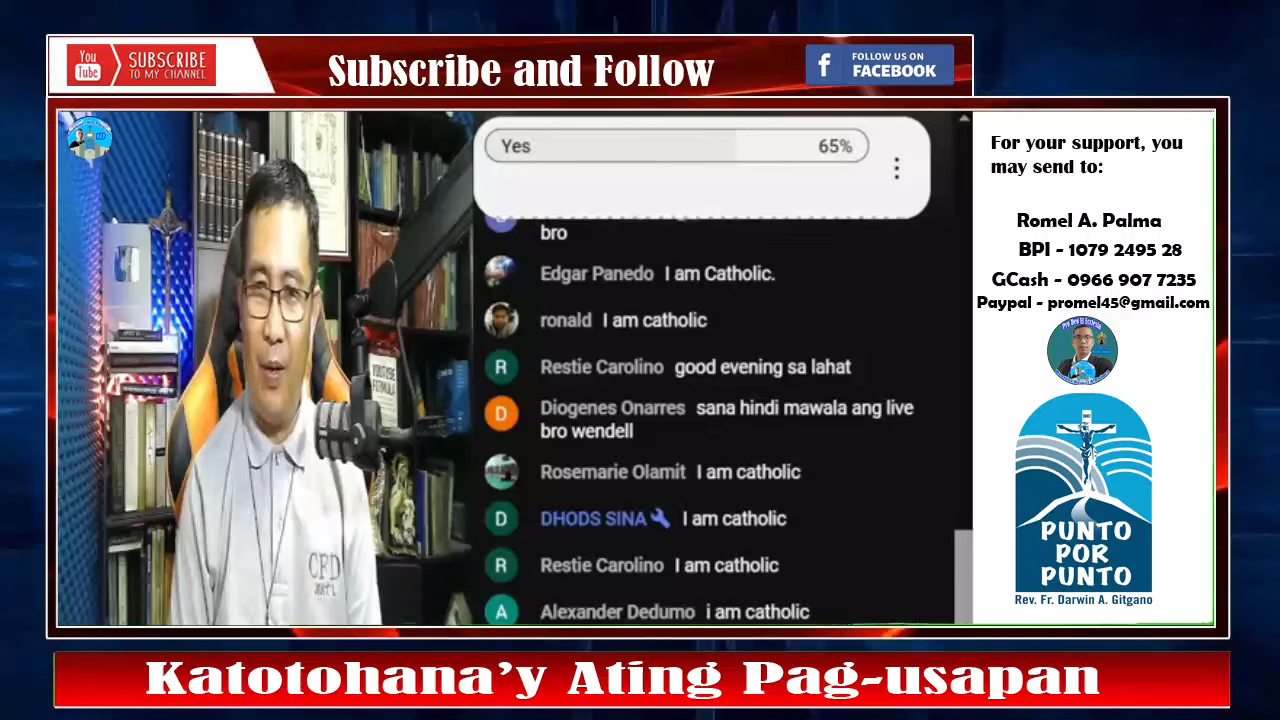 You
Tube
SUBSCRIBE
TO MY CHANNEL
Subscribe and Follow
f
FOLLOW US ON
FACEBOOK
Yes 65%
bro
Edgar Panedo I am Catholic.
ronald I am catholic
R Restie Carolino good evening sa lahat
D Diogenes Onarres sana hindi mawala ang live
bro wendell
Rosemarie Olamit I am catholic
D DHODS SINA I am catholic
R Restie Carolino I am catholic
A Alexander Dedumo i am catholic
YOUTUBE
CFD
NAT'L
For your support, you
may send to:
Romel A. Palma
BPI - 1079 2495 28
GCash - 0966 907 7235
Paypal - promel45@gmail.com
PUNTO
POR
PUNTO
Rev. Fr. Darwin A. Gitgano
Katotohana'y Ating Pag-usapan